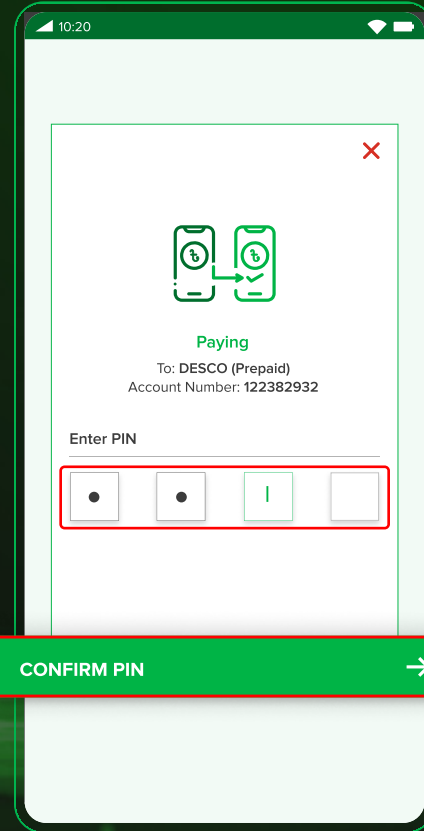 10:20
Paying
To: DESCO (Prepaid)
Account Number: 122382932
Enter PIN
CONFIRM PIN